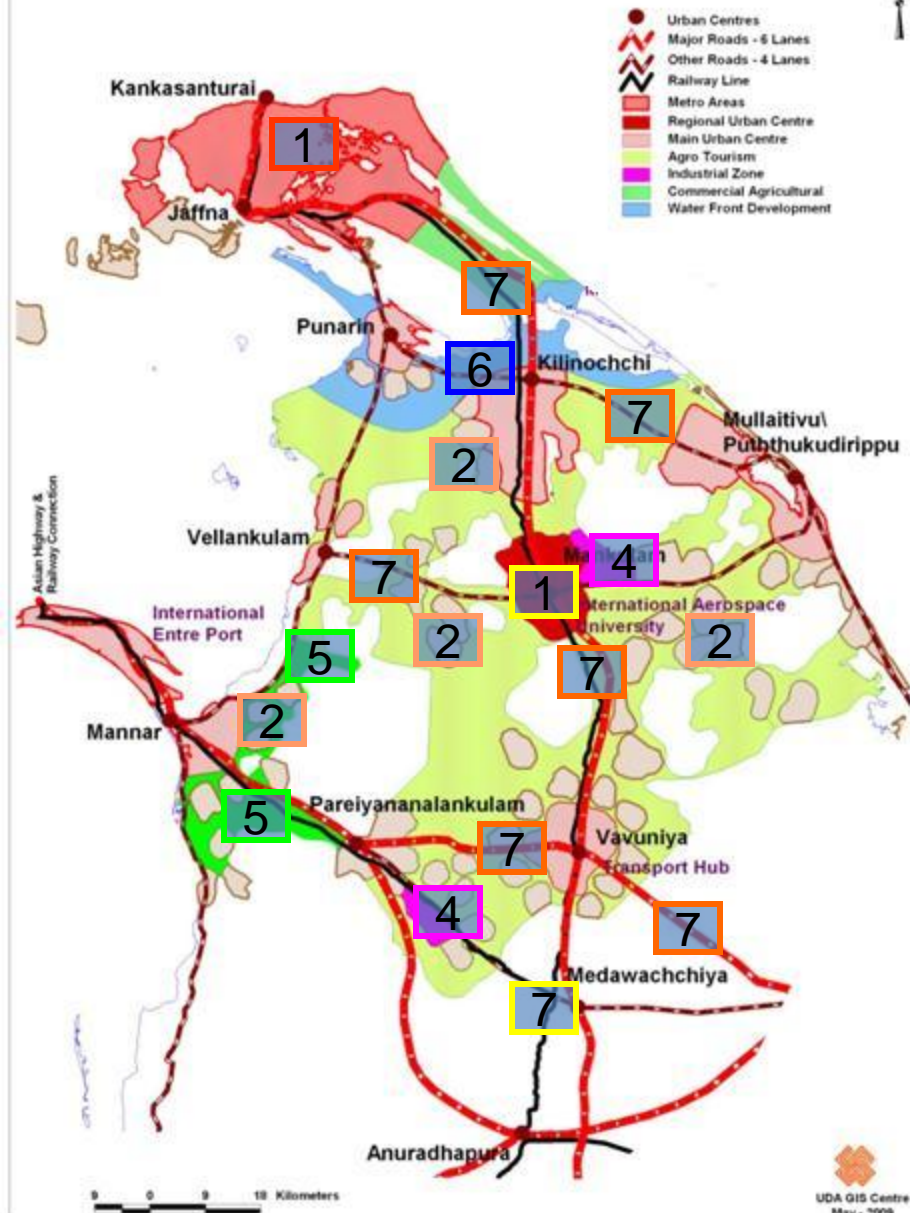 Urban Centres
Major Roads - 6 Lanes
Other Roads - 4 Lanes
Railway Line
Metro Areas
Regional Urban Centre
Main Urban Centre
Agro Tourism
Industrial Zone
Commercial Agricultural
Water Front Development
Kankasanturai
1
Jaffna
7
Punarin
6
Kilinochchi
7
Mullaitivu\
Puththukudirippu
2
Asian Highway &
Railway Connection
Vellankulam
4
7
1
International Aerospace
University
International
Entre Port
2
2
5
7
2
Mannar
5
Pareiyananalankulam
7
Vavuniya
Transport Hub
4
7
Medawachchiya
7
Anuradhapura
9 0 9 18 Kilometers
UDA GIS Centre
May - 2009